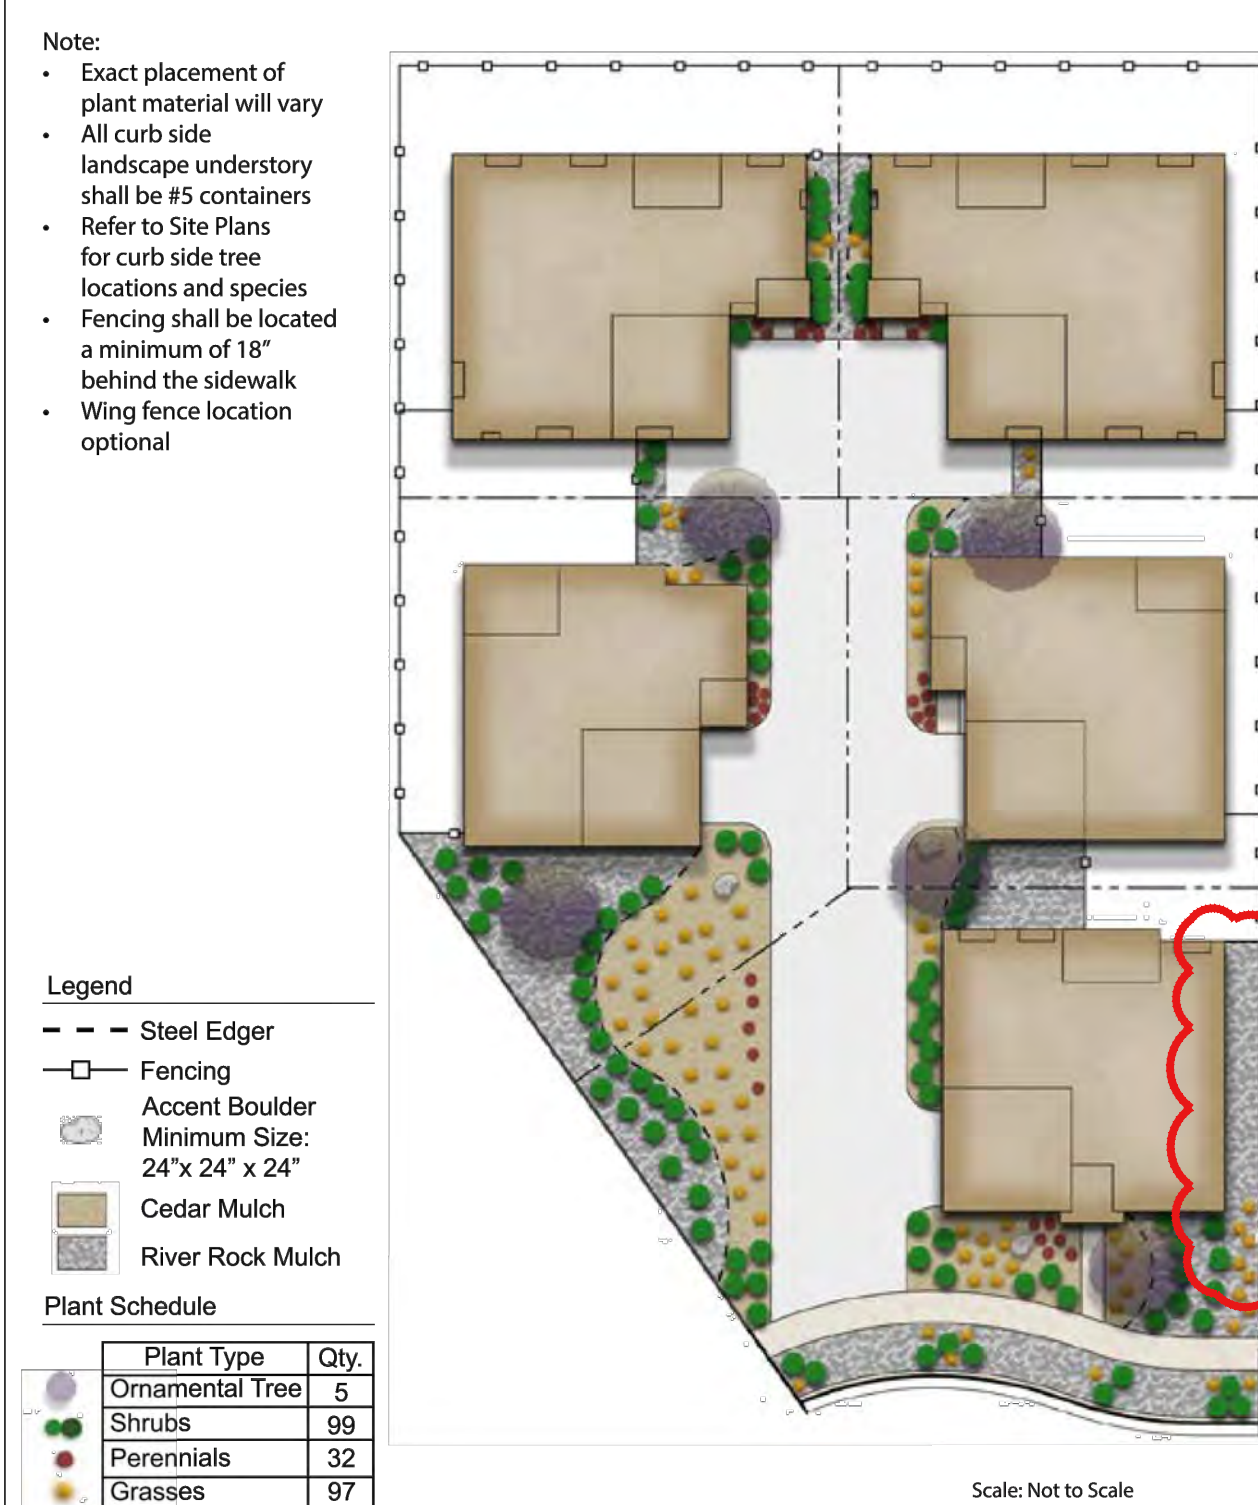 Note:
• Exact placement of
plant material will vary
• All curb side
landscape understory
shall be #5 containers
• Refer to Site Plans
for curb side tree
locations and species
• Fencing shall be located
a minimum of 18”
behind the sidewalk
• Wing fence location
optional
Legend
Steel Edger
Fencing
Accent Boulder
Minimum Size:
24”x 24” x 24”
Cedar Mulch
River Rock Mulch
Plant Schedule
Plant Type Qty.
Ornamental Tree 5
Shrubs 99
Perennials 32
Grasses 97
Scale: Not to Scale